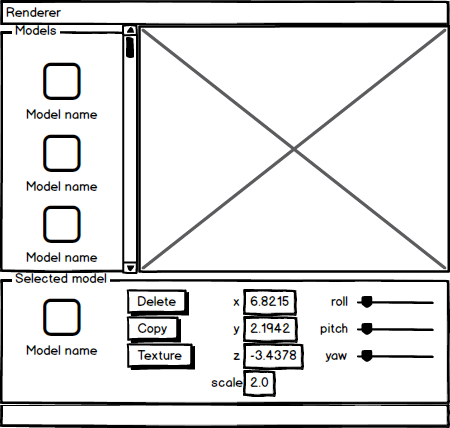 Renderer
Models
Model name
Model name
Model name
Selected model
Model name
Delete
Copy
Texture
x 6.8215
y 2.1942
z -3.4378
scale 2.0
roll
pitch
yaw